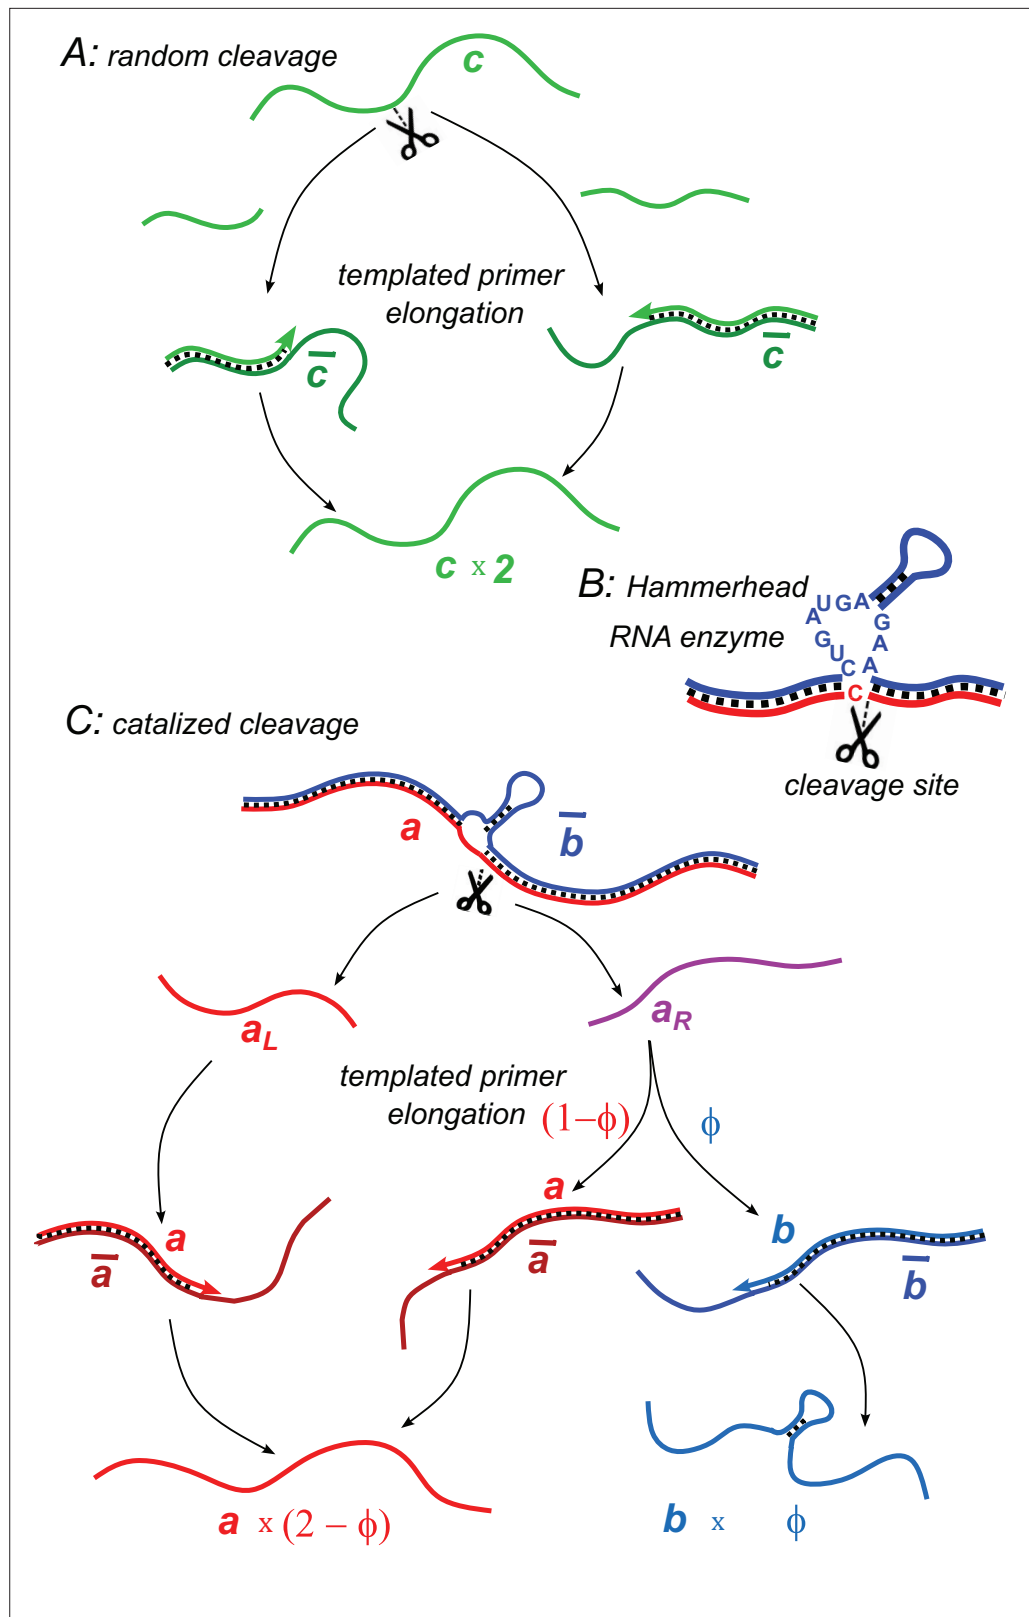 A: random cleavage
c
templated primer
elongation
c̅
c̅
c x 2
B: Hammerhead
RNA enzyme
A
U
G
A
G
U
C
G
A
A
A
C
cleavage site
C: catalized cleavage
a
b̅
a_L
a_R
templated primer
elongation
(1−ϕ)
ϕ
a
a̅
a
a̅
b
b̅
a x (2 − ϕ)
b x ϕ